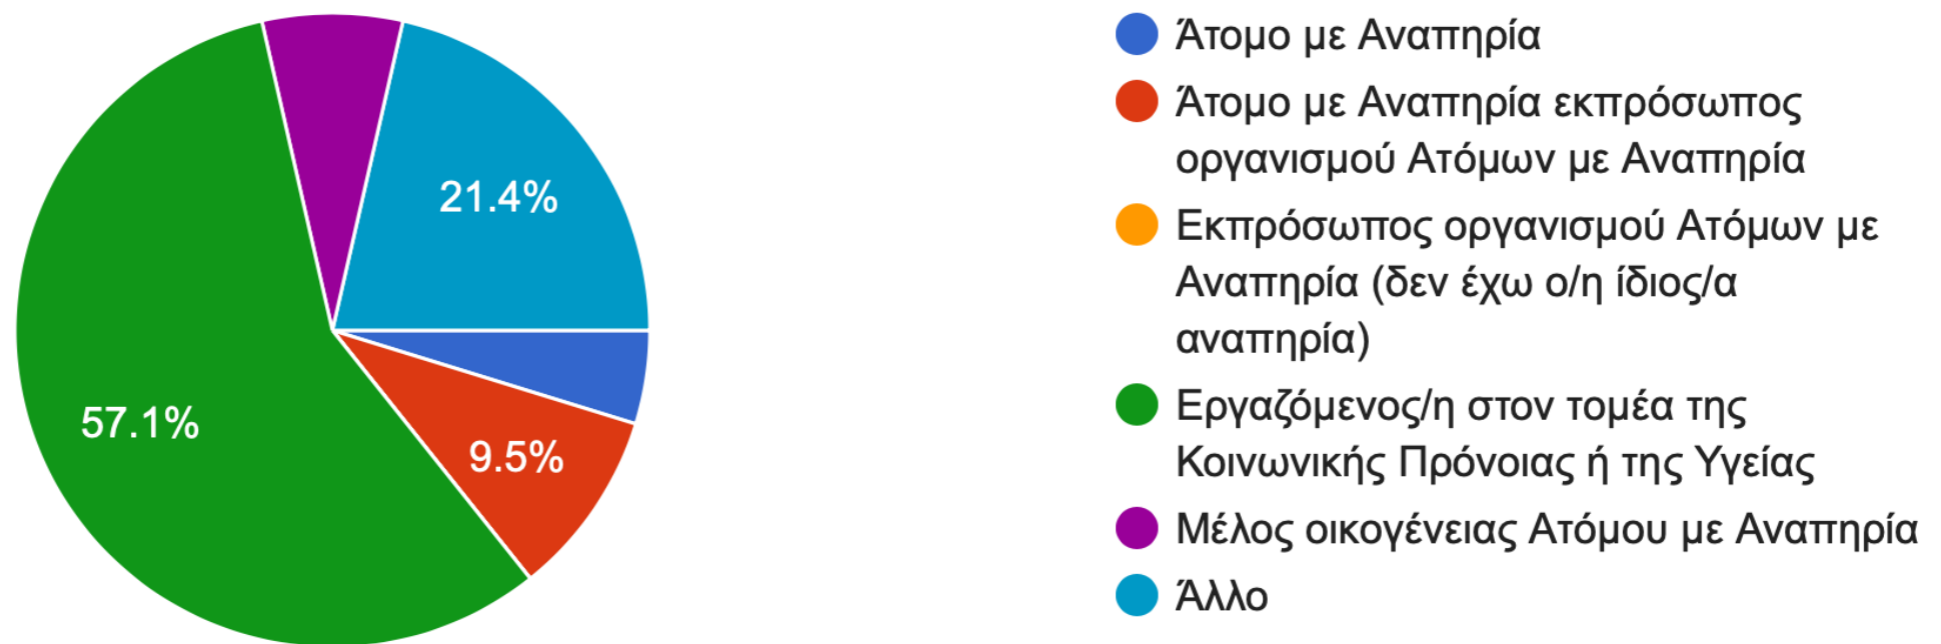 21.4%
57.1%
9.5%
Άτομο με Αναπηρία
Άτομο με Αναπηρία εκπρόσωπος
οργανισμού Ατόμων με Αναπηρία
Εκπρόσωπος οργανισμού Ατόμων με
Αναπηρία (δεν έχω ο/η ίδιος/α
αναπηρία)
Εργαζόμενος/η στον τομέα της
Κοινωνικής Πρόνοιας ή της Υγείας
Μέλος οικογένειας Ατόμου με Αναπηρία
Άλλο